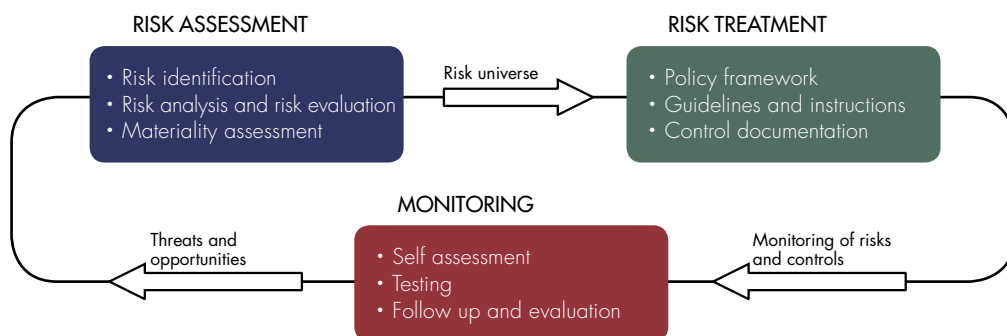 RISK ASSESSMENT
• Risk identification
• Risk analysis and risk evaluation
• Materiality assessment
Risk universe
RISK TREATMENT
• Policy framework
• Guidelines and instructions
• Control documentation
MONITORING
• Self assessment
• Testing
• Follow up and evaluation
Monitoring of risks
and controls
Threats and
opportunities